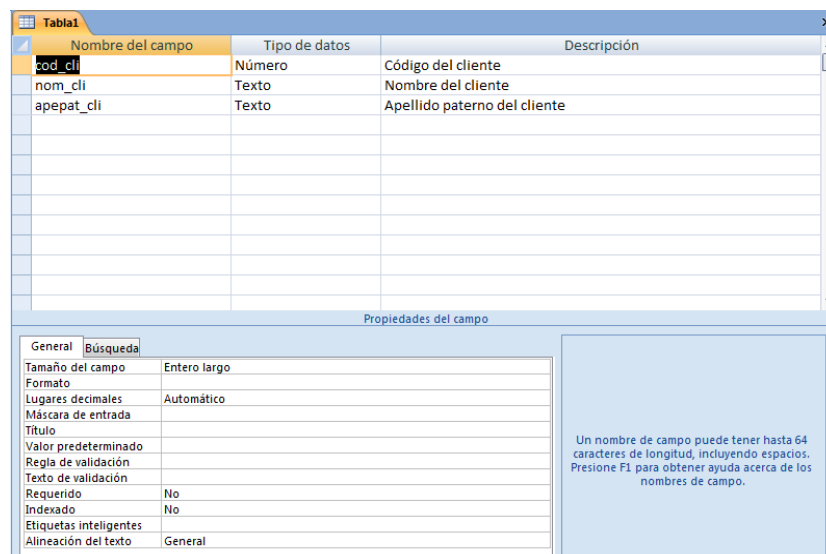 Tabla1
Nombre del campo Tipo de datos Descripción
cod_cli Número Código del cliente
nom_cli Texto Nombre del cliente
apepat_cli Texto Apellido paterno del cliente
Propiedades del campo
General Búsqueda
Tamaño del campo Entero largo
Formato
Lugares decimales Automático
Máscara de entrada
Título
Valor predeterminado
Regla de validación
Texto de validación
Requerido No
Indexado No
Etiquetas inteligentes
Alineación del texto General
Un nombre de campo puede tener hasta 64
caracteres de longitud, incluyendo espacios.
Presione F1 para obtener ayuda acerca de los
nombres de campo.